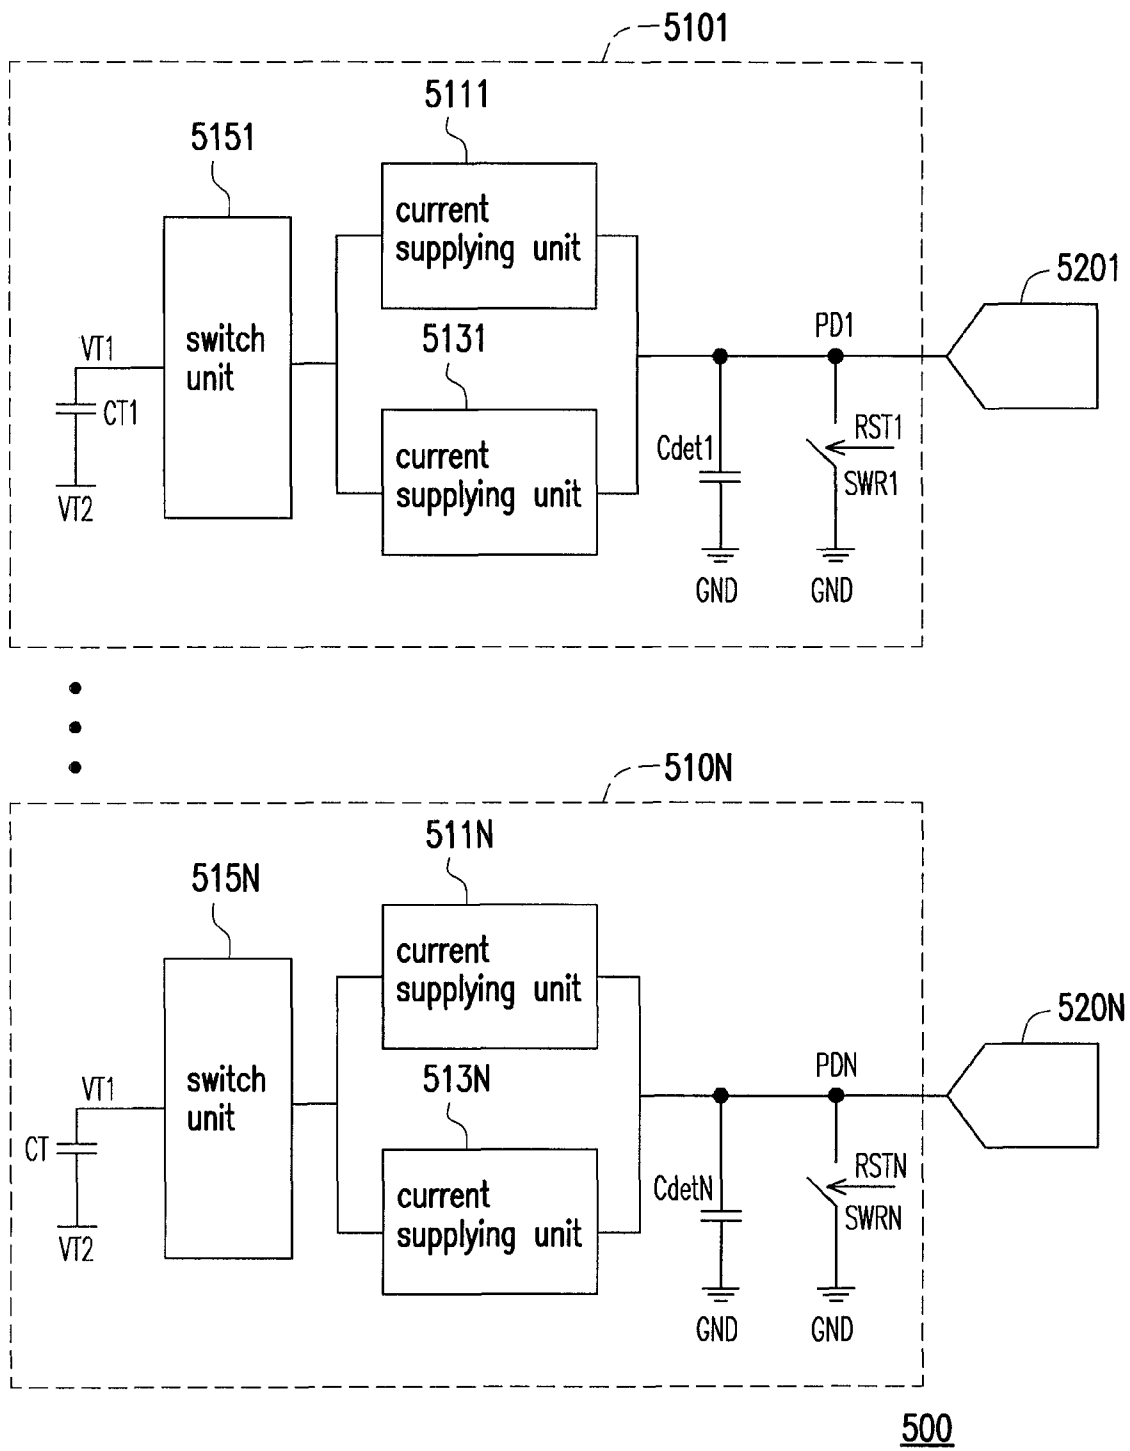 5101
5111
5151
current
supplying unit
5201
5131
PD1
VT1
switch
unit
CT1
RST1
Cdet1
current
supplying unit
SWR1
VT2
GND
GND
510N
511N
515N
current
supplying unit
520N
513N
PDN
VT1
switch
unit
CT
RSTN
CdetN
current
supplying unit
SWRN
VT2
GND
GND
500